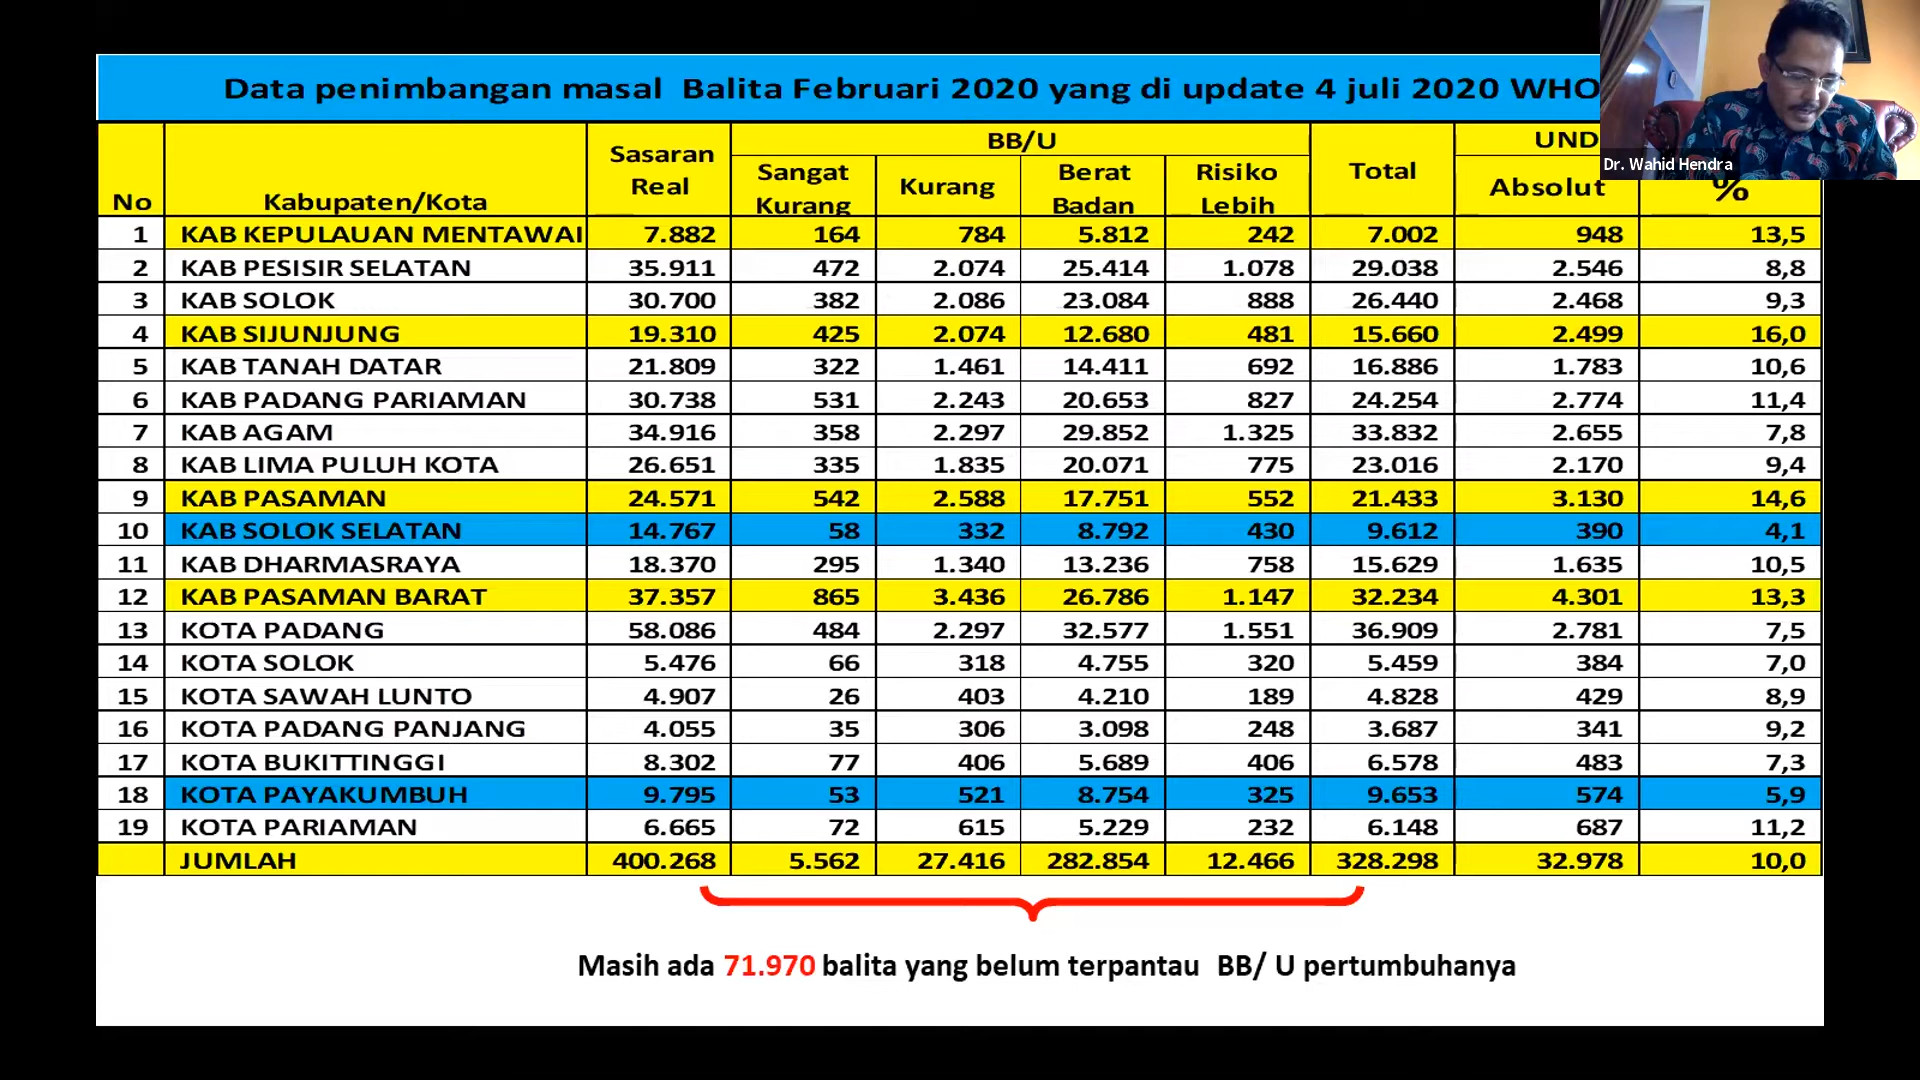 Data penimbangan masal Balita Februari 2020 yang di update 4 juli 2020 WHO
Dr. Wahid Hendra
No Kabupaten/Kota Sasaran Real BB/U Total UND
Sangat Kurang Kurang Berat Badan Risiko Lebih Absolut %
1 KAB KEPULAUAN MENTAWAI 7.882 164 784 5.812 242 7.002 948 13,5
2 KAB PESISIR SELATAN 35.911 472 2.074 25.414 1.078 29.038 2.546 8,8
3 KAB SOLOK 30.700 382 2.086 23.084 888 26.440 2.468 9,3
4 KAB SIJUNJUNG 19.310 425 2.074 12.680 481 15.660 2.499 16,0
5 KAB TANAH DATAR 21.809 322 1.461 14.411 692 16.886 1.783 10,6
6 KAB PADANG PARIAMAN 30.738 531 2.243 20.653 827 24.254 2.774 11,4
7 KAB AGAM 34.916 358 2.297 29.852 1.325 33.832 2.655 7,8
8 KAB LIMA PULUH KOTA 26.651 335 1.835 20.071 775 23.016 2.170 9,4
9 KAB PASAMAN 24.571 542 2.588 17.751 552 21.433 3.130 14,6
10 KAB SOLOK SELATAN 14.767 58 332 8.792 430 9.612 390 4,1
11 KAB DHARMASRAYA 18.370 295 1.340 13.236 758 15.629 1.635 10,5
12 KAB PASAMAN BARAT 37.357 865 3.436 26.786 1.147 32.234 4.301 13,3
13 KOTA PADANG 58.086 484 2.297 32.577 1.551 36.909 2.781 7,5
14 KOTA SOLOK 5.476 66 318 4.755 320 5.459 384 7,0
15 KOTA SAWAH LUNTO 4.907 26 403 4.210 189 4.828 429 8,9
16 KOTA PADANG PANJANG 4.055 35 306 3.098 248 3.687 341 9,2
17 KOTA BUKITTINGGI 8.302 77 406 5.689 406 6.578 483 7,3
18 KOTA PAYAKUMBUH 9.795 53 521 8.754 325 9.653 574 5,9
19 KOTA PARIAMAN 6.665 72 615 5.229 232 6.148 687 11,2
JUMLAH 400.268 5.562 27.416 282.854 12.466 328.298 32.978 10,0
Masih ada 71.970 balita yang belum terpantau BB/ U pertumbuhanya